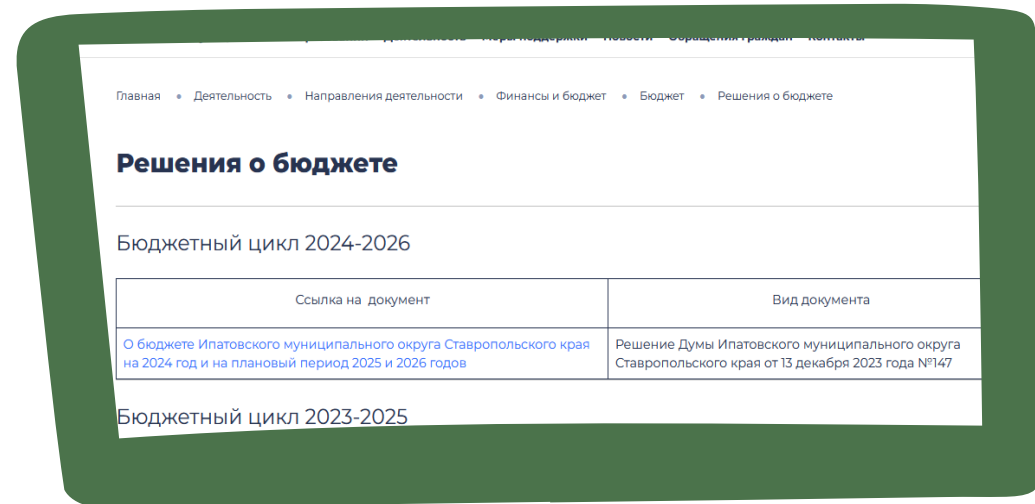 Главная • Деятельность • Направления деятельности • Финансы и бюджет • Бюджет • Решения о бюджете
Решения о бюджете
Бюджетный цикл 2024-2026
Ссылка на документ
Вид документа
О бюджете Ипатовского муниципального округа Ставропольского края
на 2024 год и на плановый период 2025 и 2026 годов
Решение Думы Ипатовского муниципального округа
Ставропольского края от 13 декабря 2023 года №147
Бюджетный цикл 2023-2025